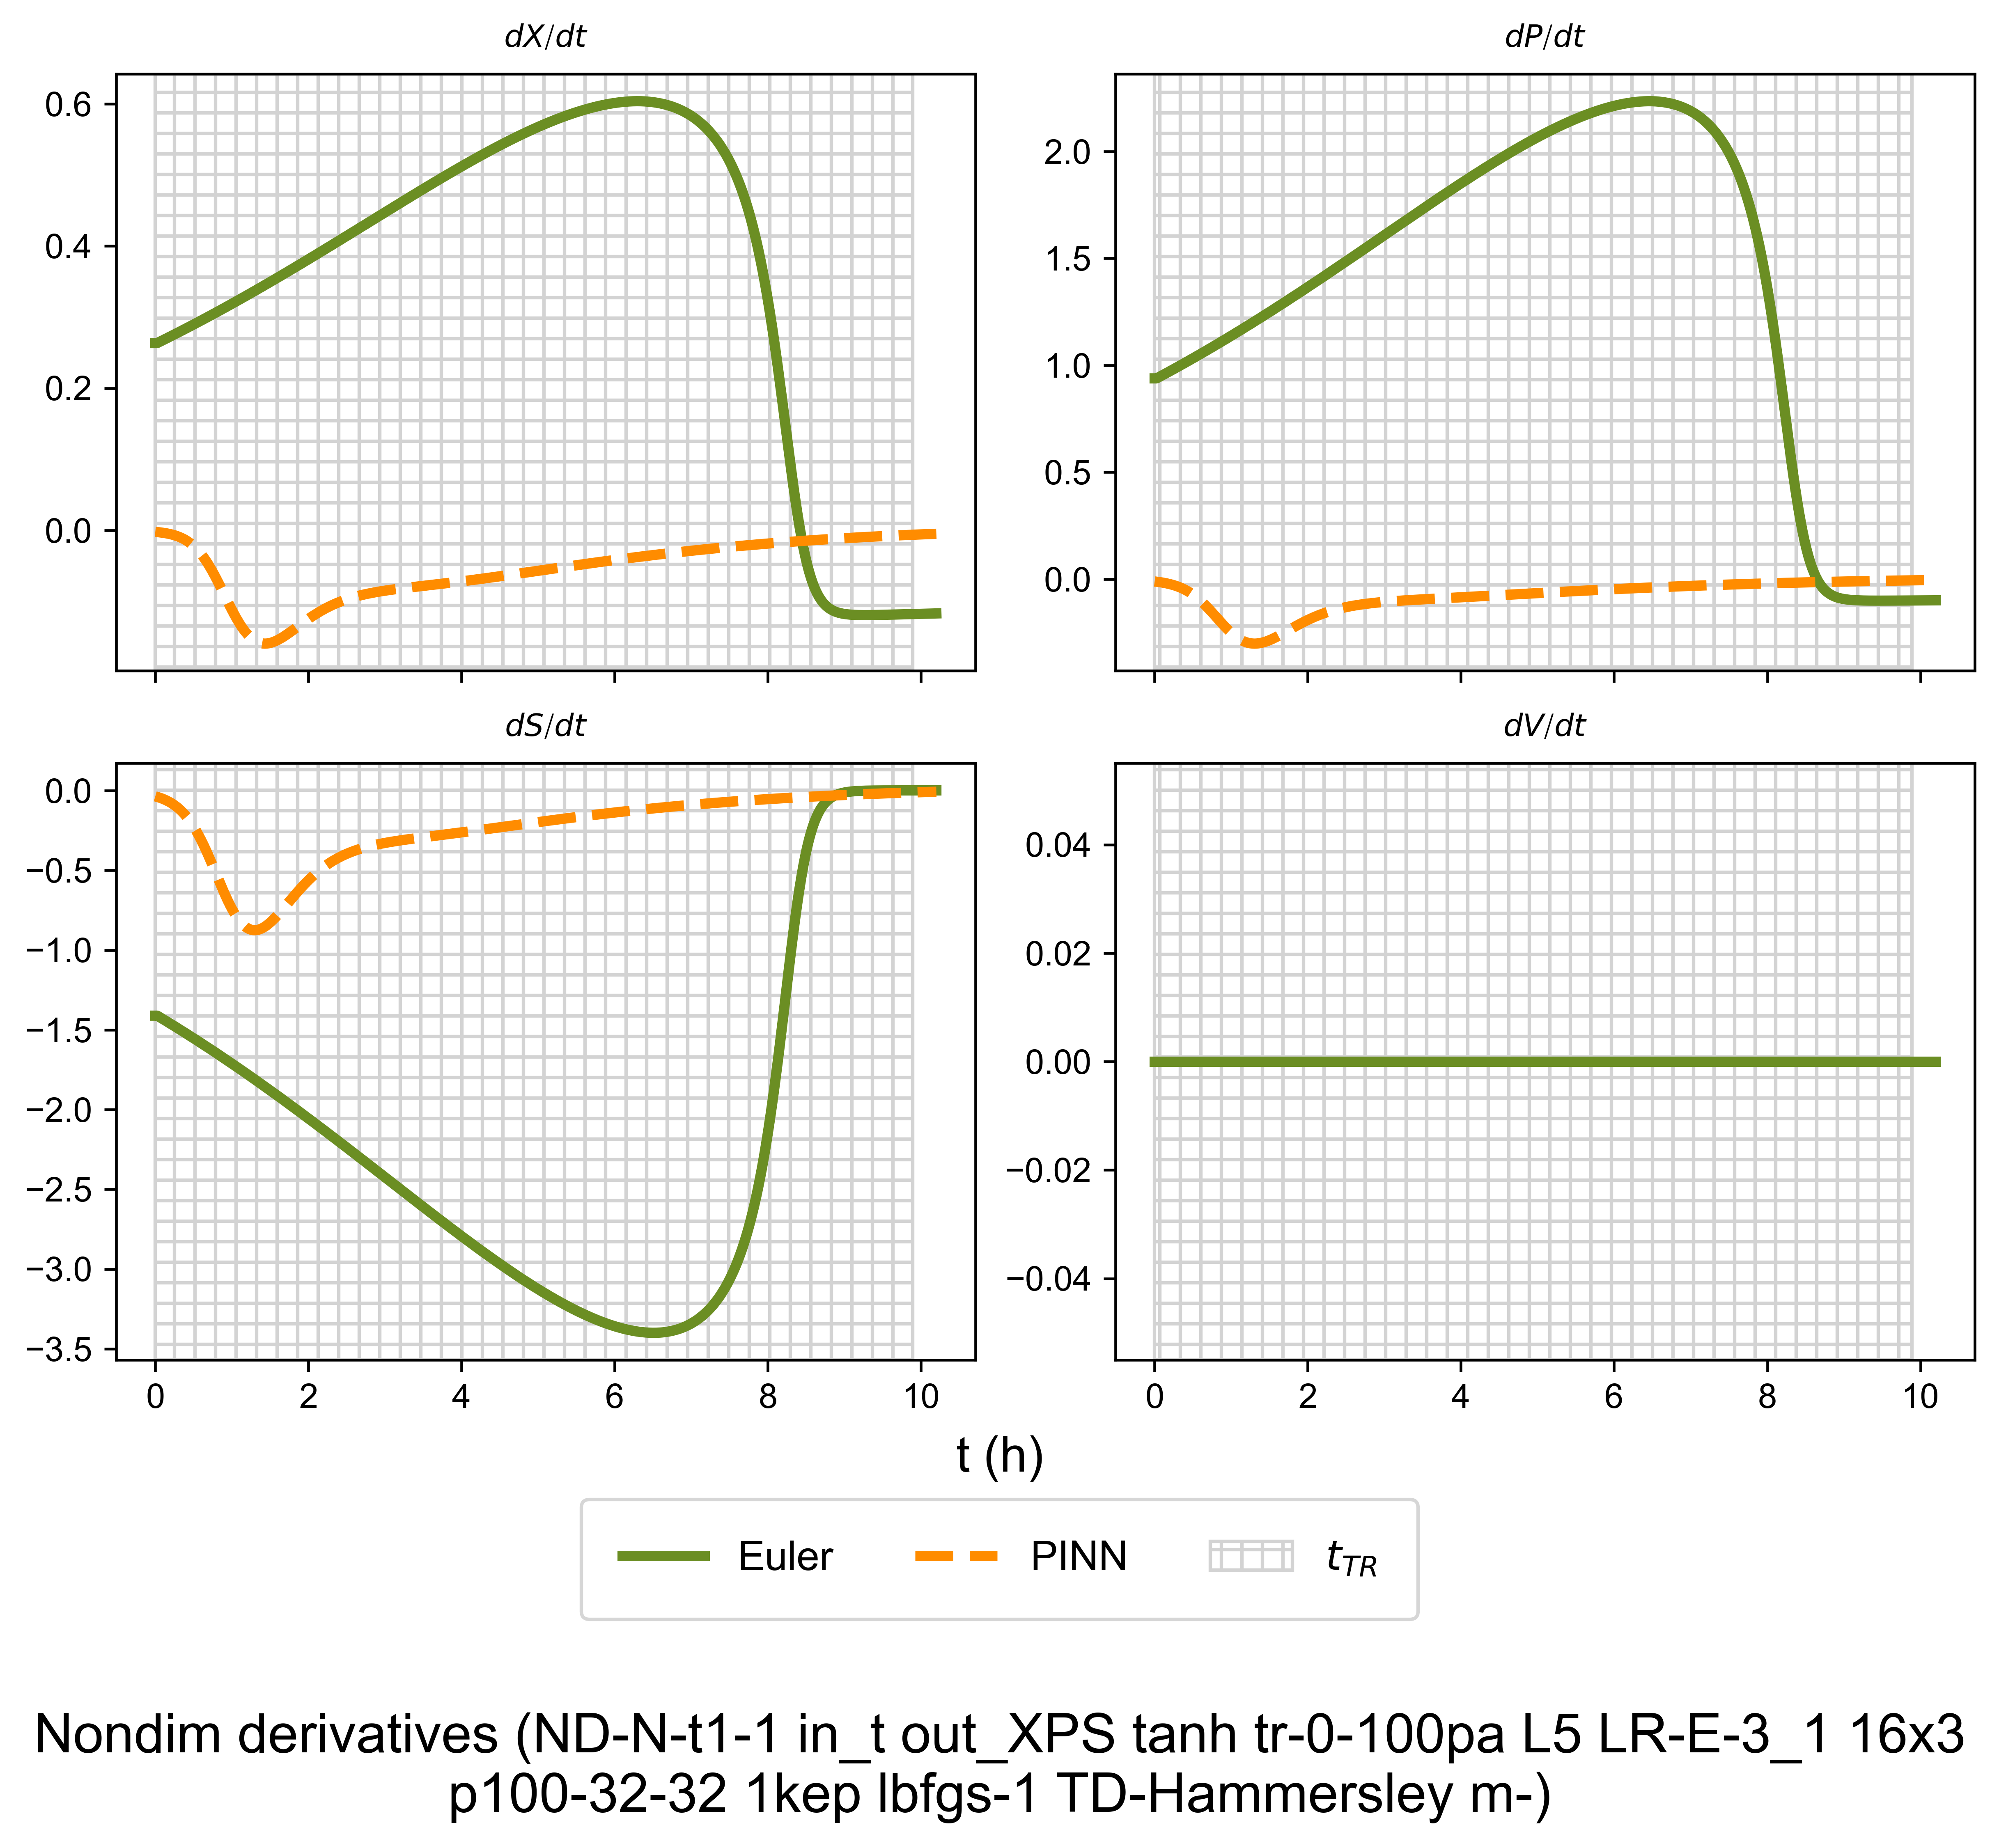 dX/dt
dP/dt
0.6
0.4
0.2
0.0
2.0
1.5
1.0
0.5
0.0
dS/dt
dV/dt
0.0
−0.5
−1.0
−1.5
−2.0
−2.5
−3.0
−3.5
0.04
0.02
0.00
−0.02
−0.04
0 2 4 6 8 10
0 2 4 6 8 10
t (h)
Euler PINN t_TR
Nondim derivatives (ND-N-t1-1 in_t out_XPS tanh tr-0-100pa L5 LR-E-3_1 16x3
p100-32-32 1kep lbfgs-1 TD-Hammersley m-)